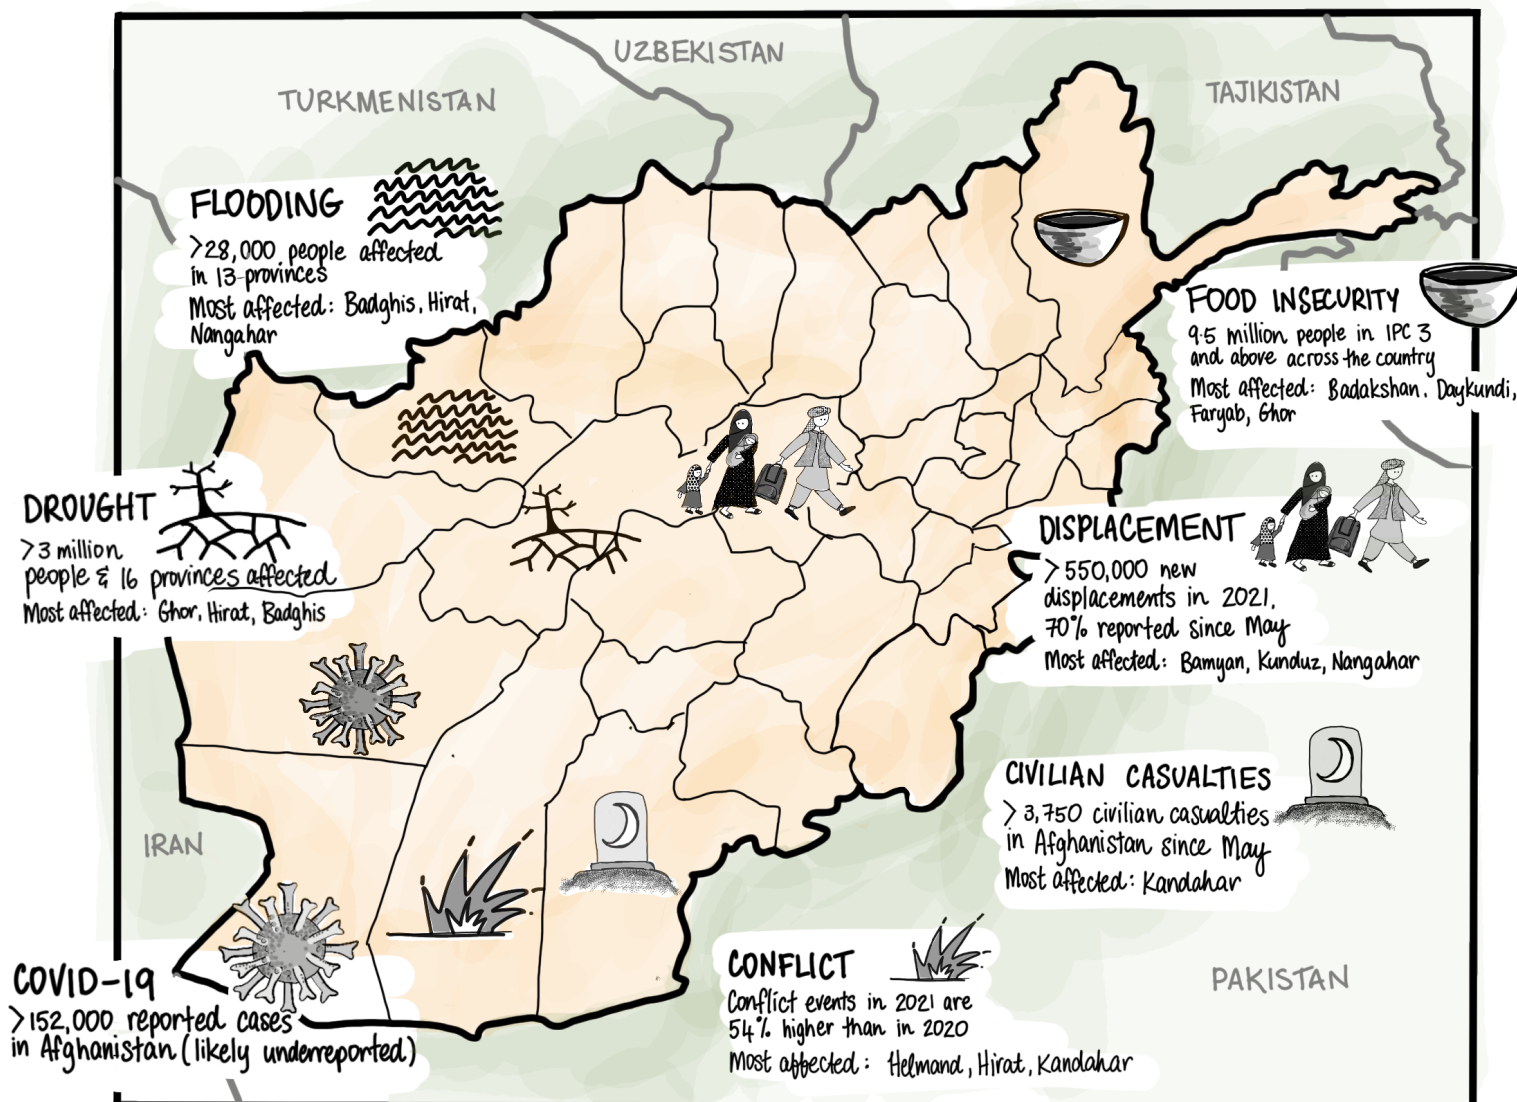 UZBEKISTAN
TURKMENISTAN
TAJIKISTAN
FLOODING
>28,000 people affected
in 13 provinces
Most affected: Badghis, Hirat,
Nangahar
FOOD INSECURITY
9.5 million people in IPC 3
and above across the country
Most affected: Badakshan, Daykundi,
Faryab, Ghor
DROUGHT
>3 million
people & 16 provinces affected
Most affected: Ghor, Hirat, Badghis
DISPLACEMENT
>550,000 new
displacements in 2021,
70% reported since May
Most affected: Bamyan, Kunduz, Nangahar
CIVILIAN CASUALTIES
>3,750 civilian casualties
in Afghanistan since May
Most affected: Kandahar
IRAN
COVID-19
>152,000 reported cases
in Afghanistan (likely underreported)
CONFLICT
Conflict events in 2021 are
54% higher than in 2020
Most affected: Helmand, Hirat, Kandahar
PAKISTAN